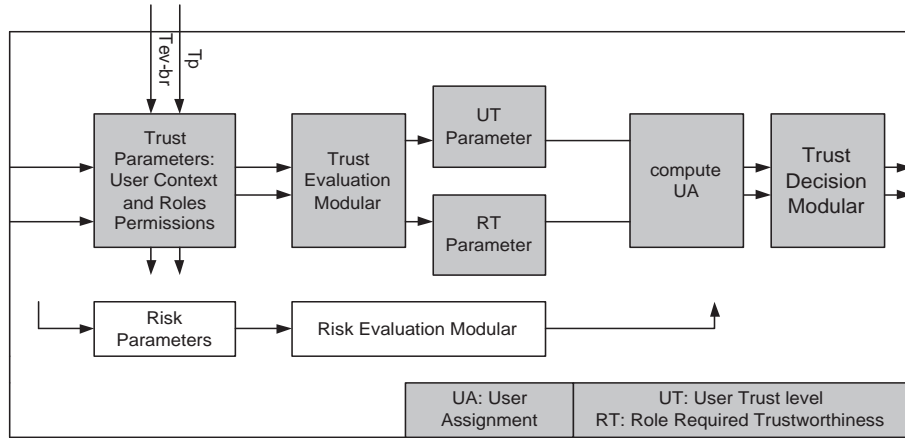 Tev-br
Tp
Trust
Parameters:
User Context
and Roles
Permissions
Trust
Evaluation
Modular
UT
Parameter
RT
Parameter
compute
UA
Trust
Decision
Modular
Risk
Parameters
Risk Evaluation Modular
UA: User
Assignment
UT: User Trust level
RT: Role Required Trustworthiness